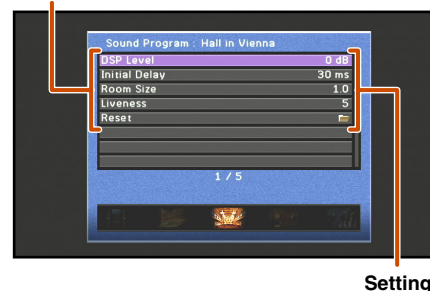 Sound Program : Hall in Vienna
DSP Level 0 dB
Initial Delay 30 ms
Room Size 1.0
Liveness 5
Reset
1 / 5
Setting